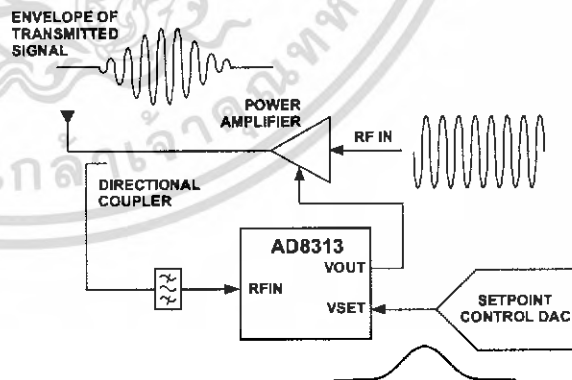 ENVELOPE OF
TRANSMITTED
SIGNAL
POWER
AMPLIFIER
RF IN
DIRECTIONAL
COUPLER
AD8313
VOUT
RFIN
VSET
SETPOINT
CONTROL DAC